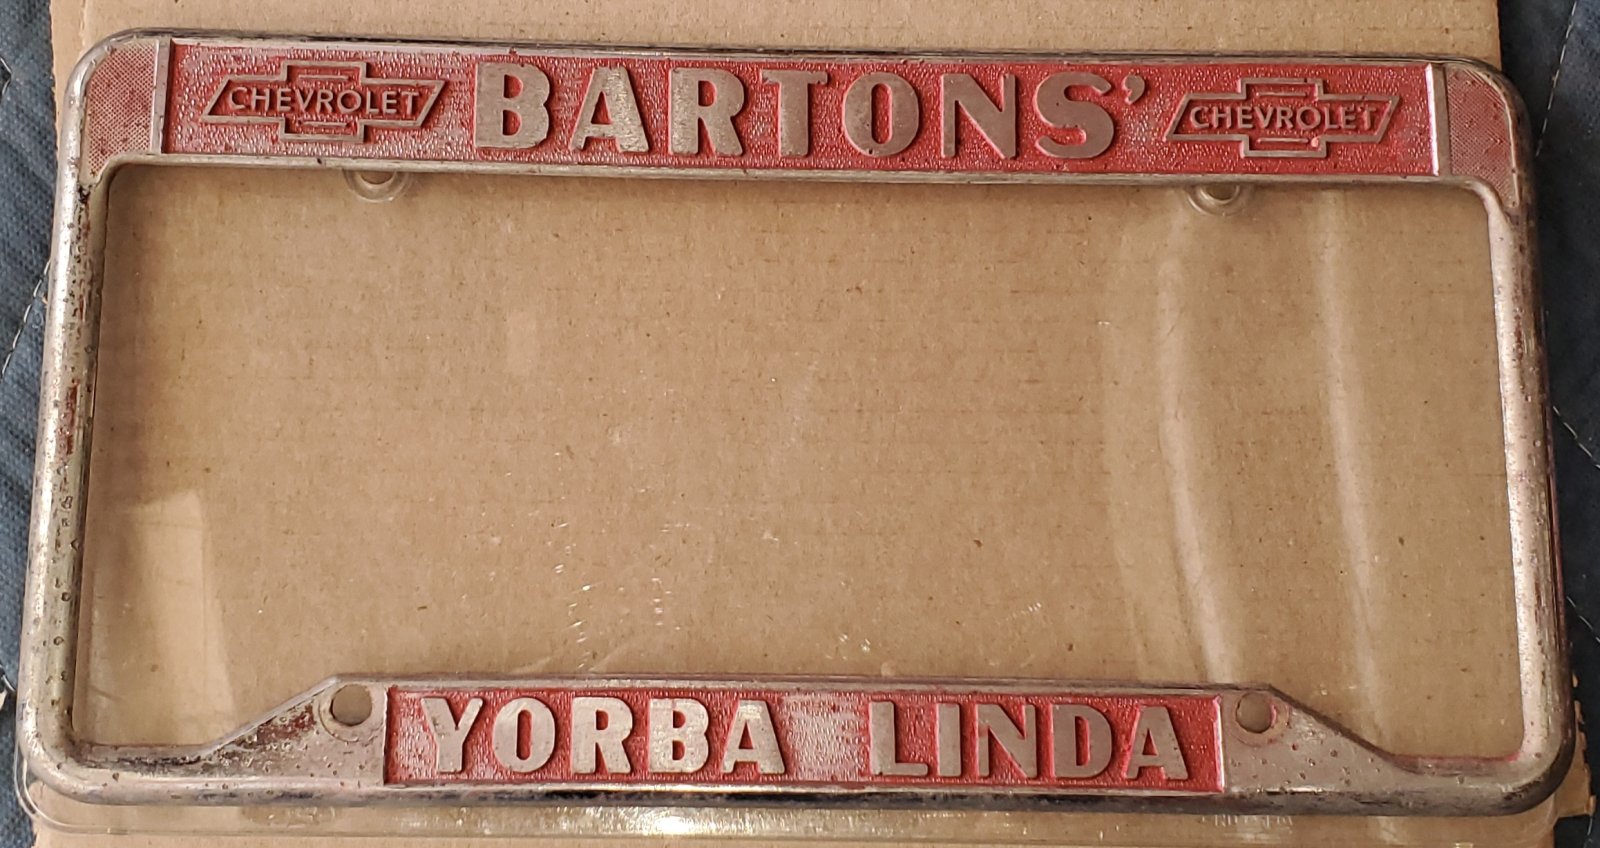 CHEVROLET BARTONS' CHEVROLET
YORBA LINDA